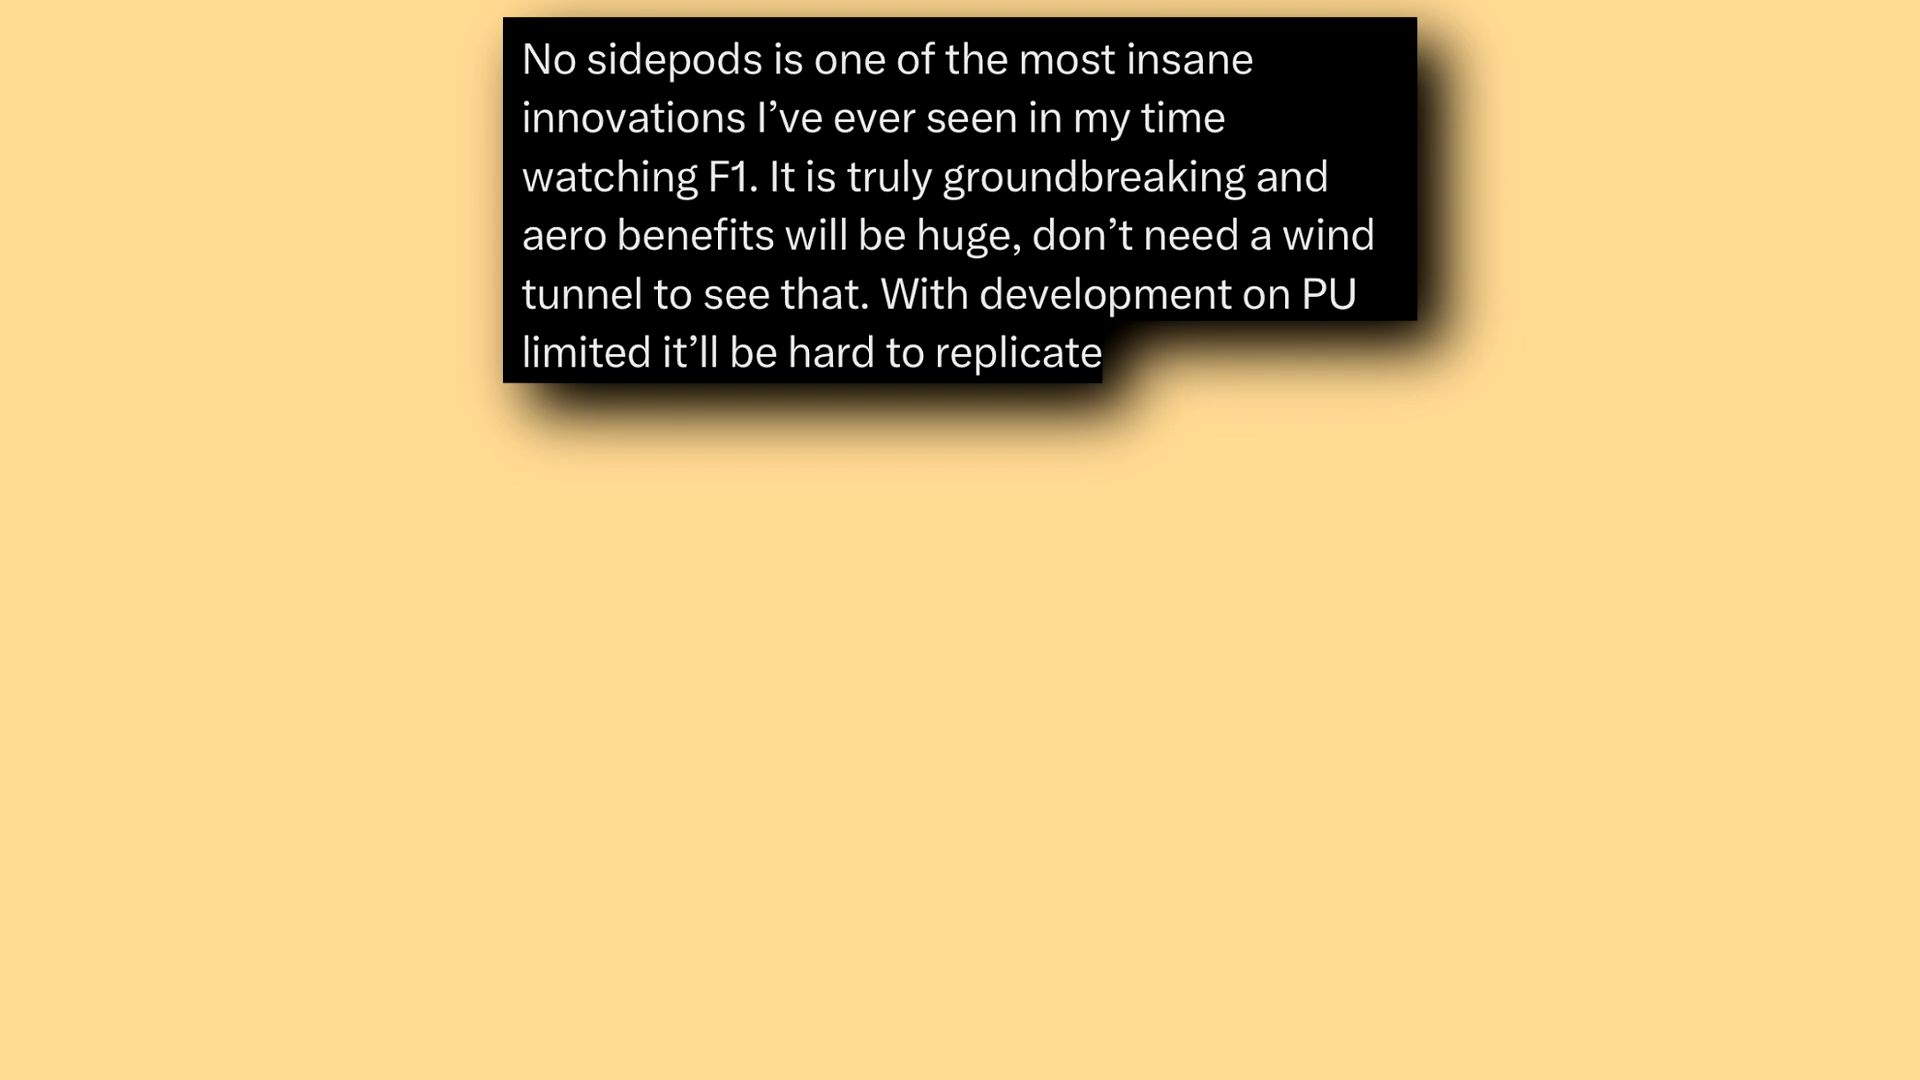 No sidepods is one of the most insane
innovations I’ve ever seen in my time
watching F1. It is truly groundbreaking and
aero benefits will be huge, don’t need a wind
tunnel to see that. With development on PU
limited it’ll be hard to replicate